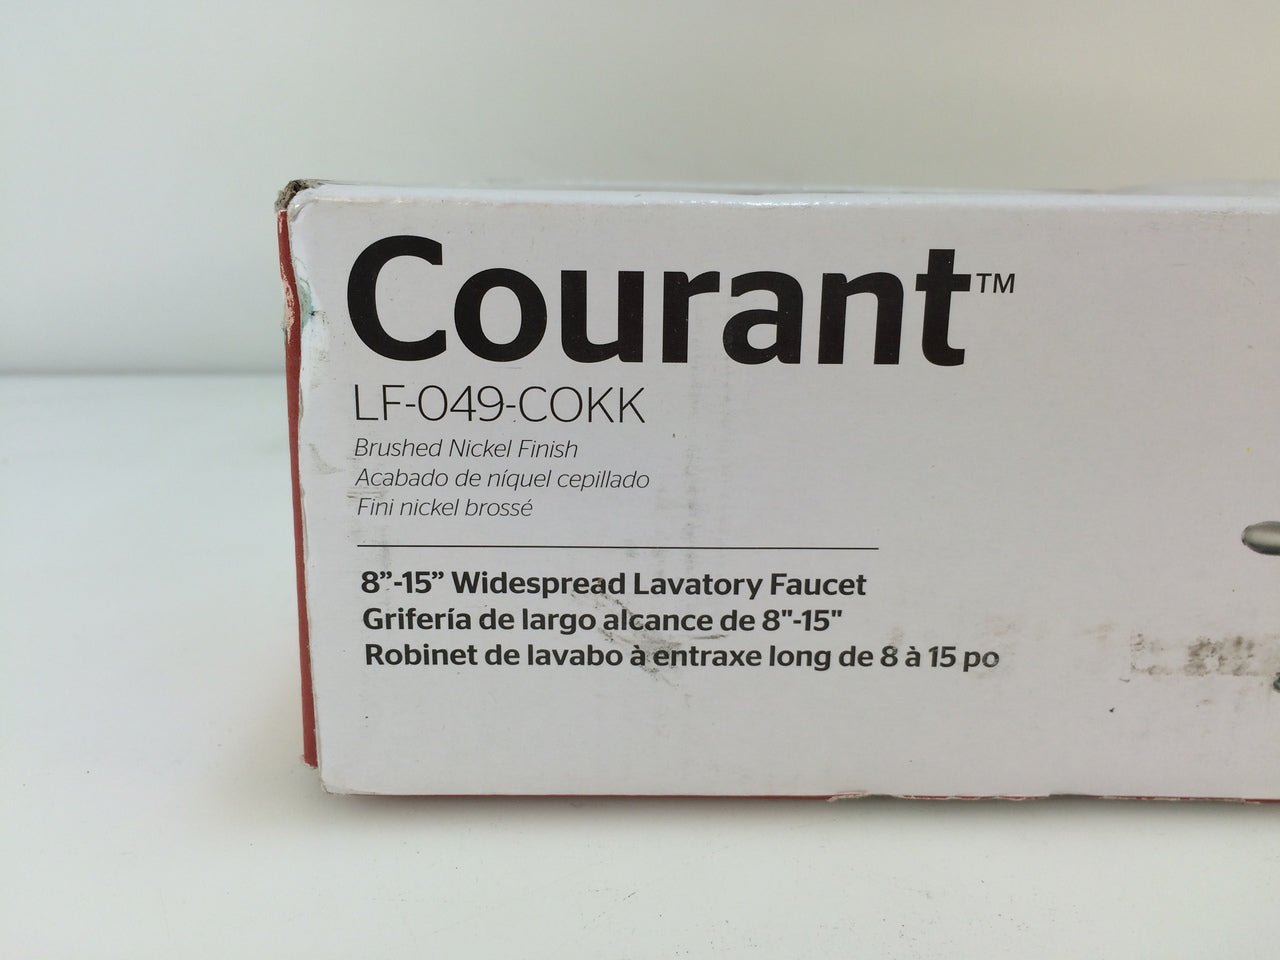 Courant™
LF-049-COKK
Brushed Nickel Finish
Acabado de níquel cepillado
Fini nickel brossé
8”-15” Widespread Lavatory Faucet
Grifería de largo alcance de 8"-15"
Robinet de lavabo à entraxe long de 8 à 15 po